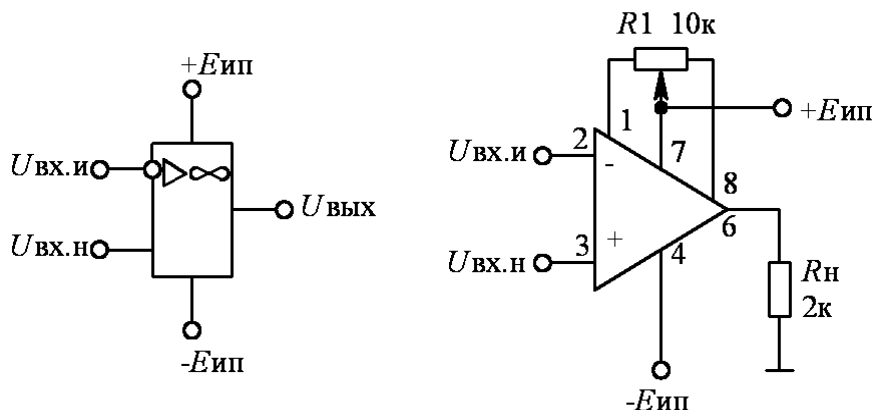 +Eип
Uвх.и
▷∞
Uвых
Uвх.н
-Eип
R1 10к
1
+Eип
2
7
Uвх.и
-
8
6
3
+
4
Uвх.н
Rн
2к
-Eип